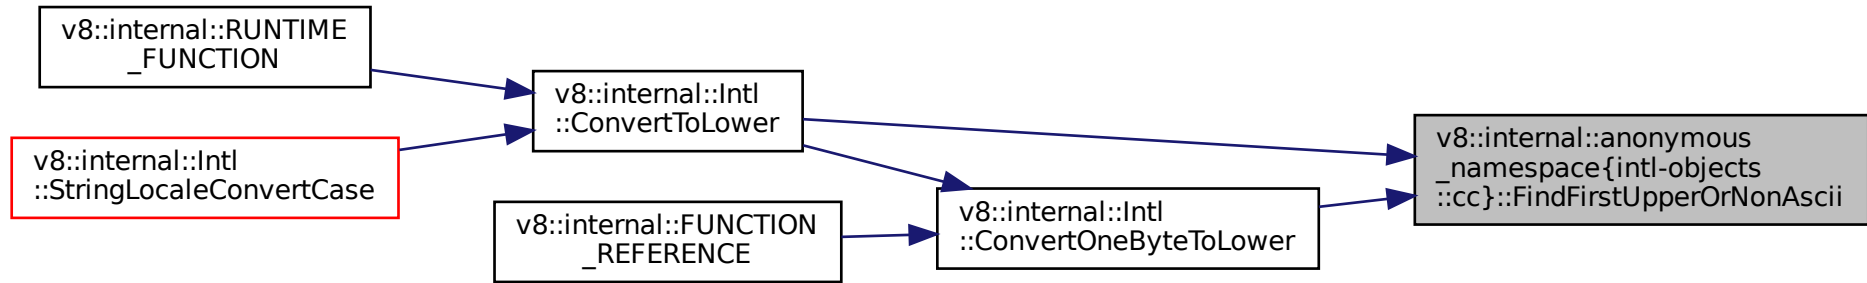 v8::internal::RUNTIME
_FUNCTION
v8::internal::Intl
::StringLocaleConvertCase
v8::internal::Intl
::ConvertToLower
v8::internal::FUNCTION
_REFERENCE
v8::internal::Intl
::ConvertOneByteToLower
v8::internal::anonymous
_namespace{intl-objects
::cc}::FindFirstUpperOrNonAscii